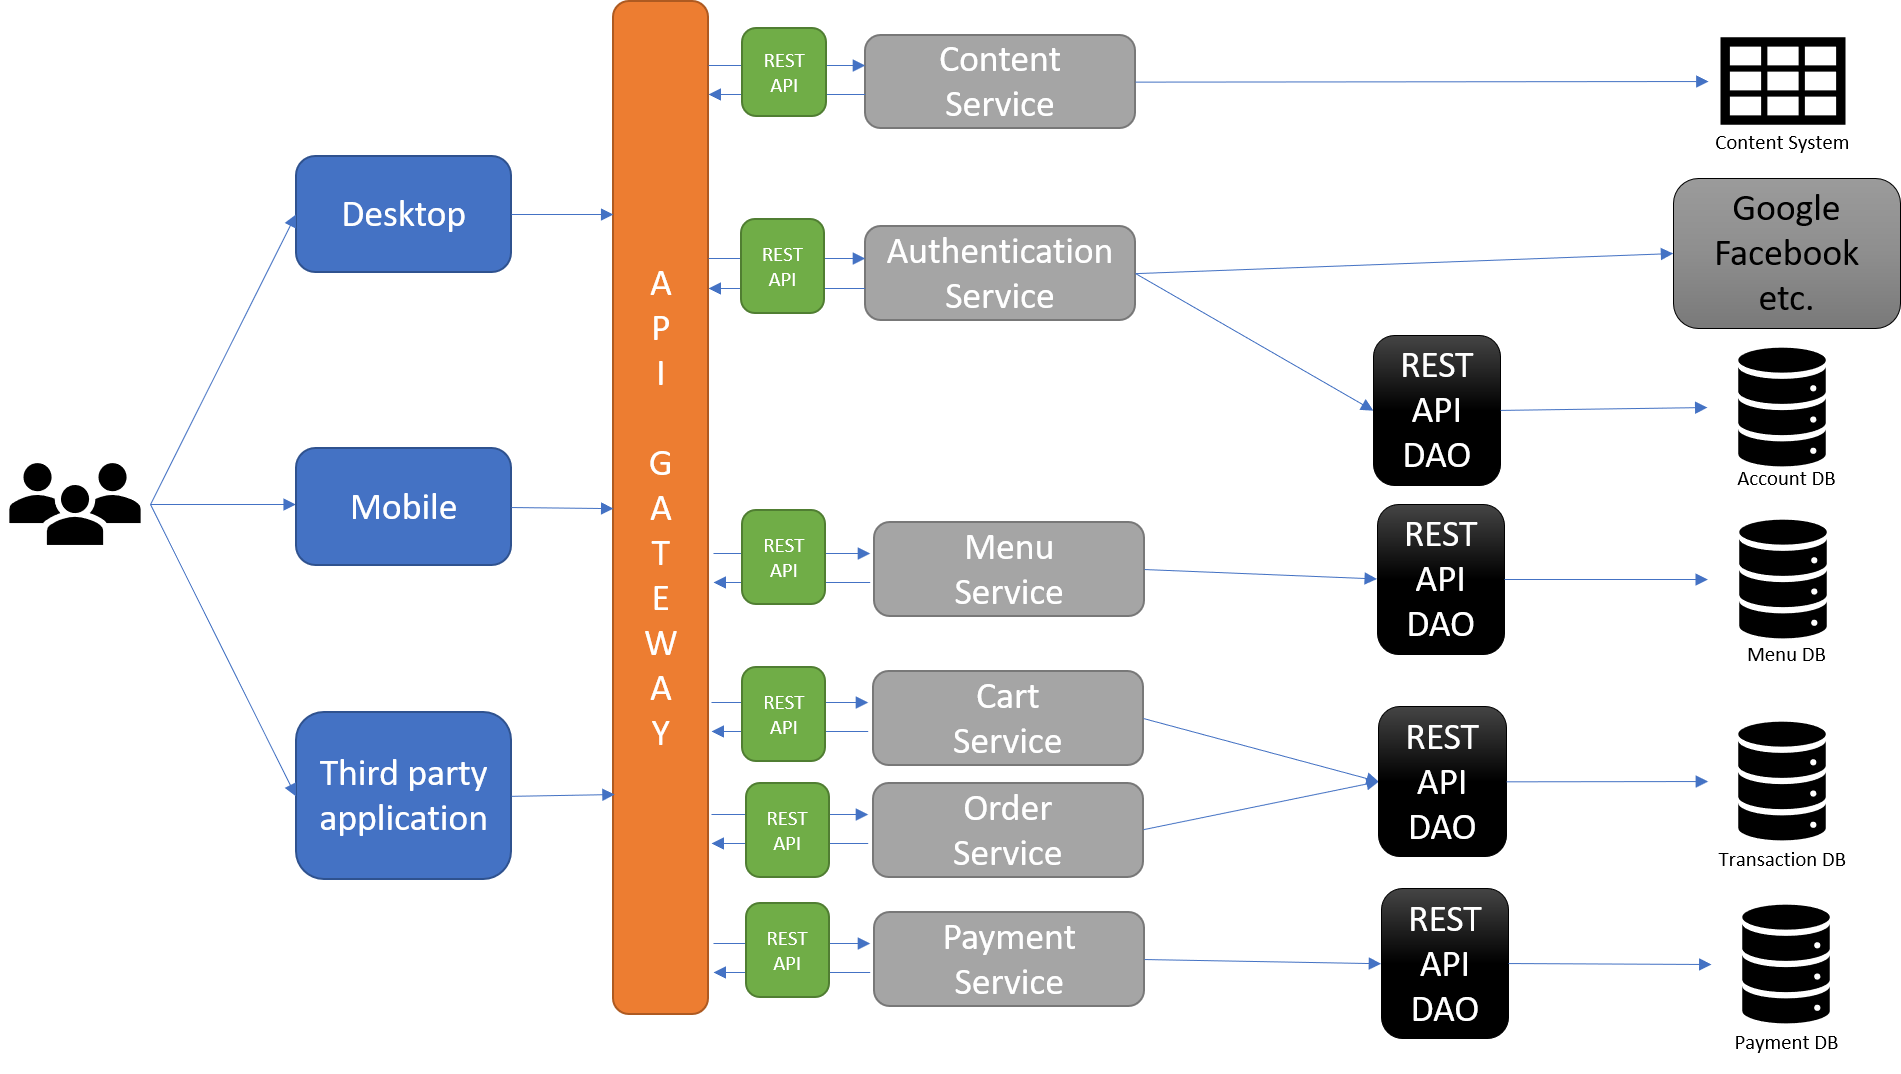 Desktop
Mobile
Third party
application
A
P
I
G
A
T
E
W
A
Y
REST
API
Content
Service
Content System
REST
API
Authentication
Service
Google
Facebook
etc.
REST
API
DAO
Account DB
REST
API
Menu
Service
REST
API
DAO
Menu DB
REST
API
Cart
Service
REST
API
Order
Service
REST
API
DAO
Transaction DB
REST
API
Payment
Service
REST
API
DAO
Payment DB